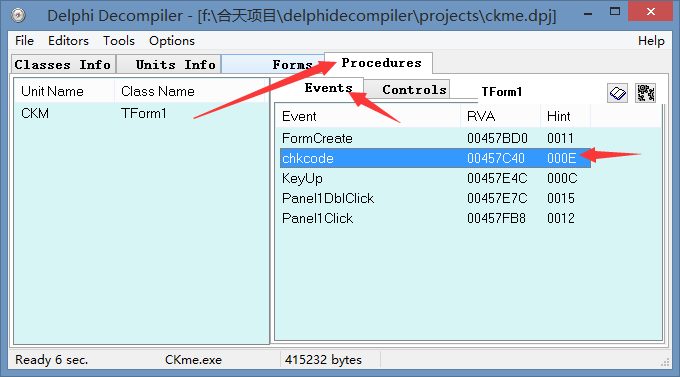 Delphi Decompiler - [f:\合天项目\delphidecompiler\projects\ckme.dpj]
File Editors Tools Options Help
Classes Info Units Info Forms Procedures
Events Controls TForm1
Unit Name Class Name
CKM TForm1
Event RVA Hint
FormCreate 00457BD0 0011
chkcode 00457C40 000E
KeyUp 00457E4C 000C
Panel1DblClick 00457E7C 0015
Panel1Click 00457FB8 0012
Ready 6 sec. CKme.exe 415232 bytes